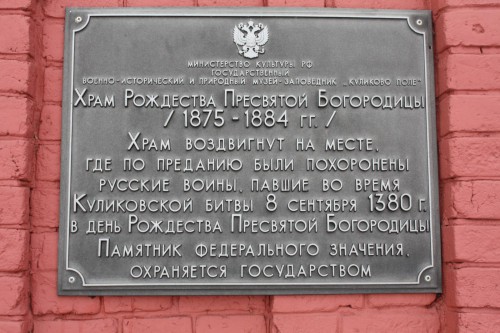 МИНИСТЕРСТВО КУЛЬТУРЫ РФ
ГОСУДАРСТВЕННЫЙ
ВОЕННО-ИСТОРИЧЕСКИЙ И ПРИРОДНЫЙ МУЗЕЙ-ЗАПОВЕДНИК „КУЛИКОВО ПОЛЕ"
ХРАМ РОЖДЕСТВА ПРЕСВЯТОЙ БОГОРОДИЦЫ
/ 1875 - 1884 гг. /
ХРАМ ВОЗДВИГНУТ НА МЕСТЕ,
ГДЕ ПО ПРЕДАНИЮ БЫЛИ ПОХОРОНЕНЫ
РУССКИЕ ВОИНЫ, ПАВШИЕ ВО ВРЕМЯ
КУЛИКОВСКОЙ БИТВЫ 8 СЕНТЯБРЯ 1380 г.
В ДЕНЬ РОЖДЕСТВА ПРЕСВЯТОЙ БОГОРОДИЦЫ
ПАМЯТНИК ФЕДЕРАЛЬНОГО ЗНАЧЕНИЯ,
ОХРАНЯЕТСЯ ГОСУДАРСТВОМ